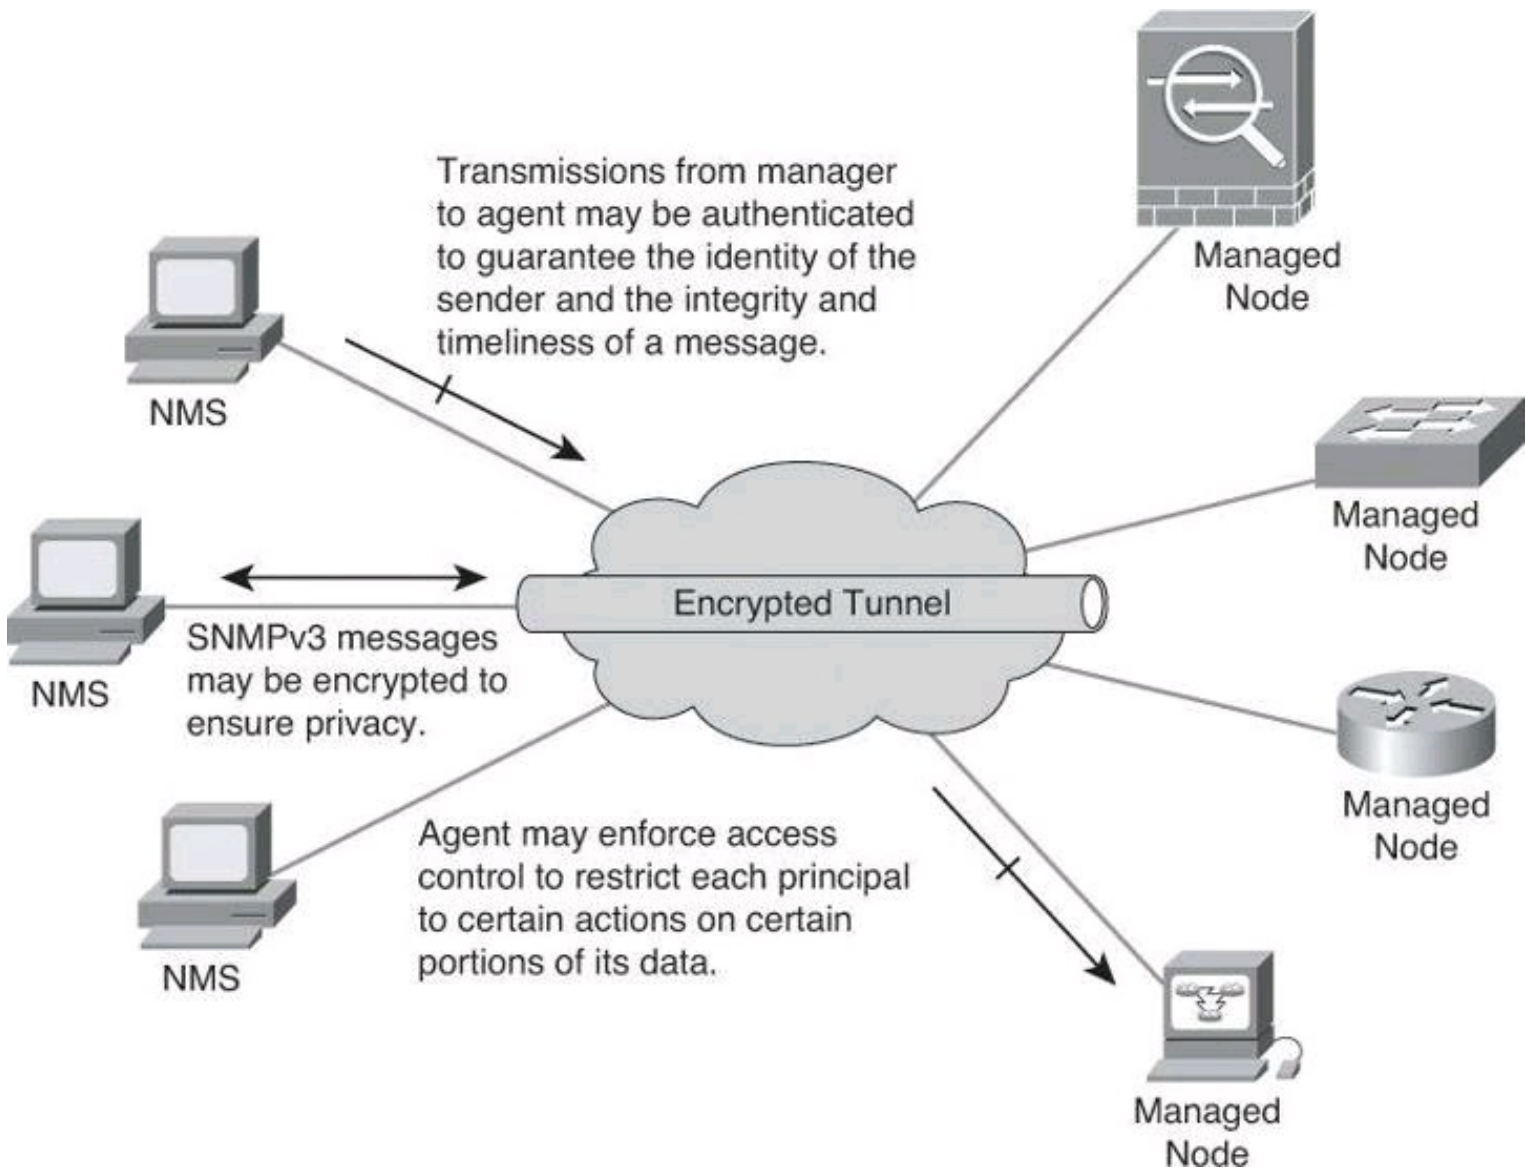 Transmissions from manager
to agent may be authenticated
to guarantee the identity of the
sender and the integrity and
timeliness of a message.
Managed
Node
NMS
Managed
Node
Encrypted Tunnel
SNMPv3 messages
may be encrypted to
ensure privacy.
NMS
Managed
Node
Agent may enforce access
control to restrict each principal
to certain actions on certain
portions of its data.
NMS
Managed
Node